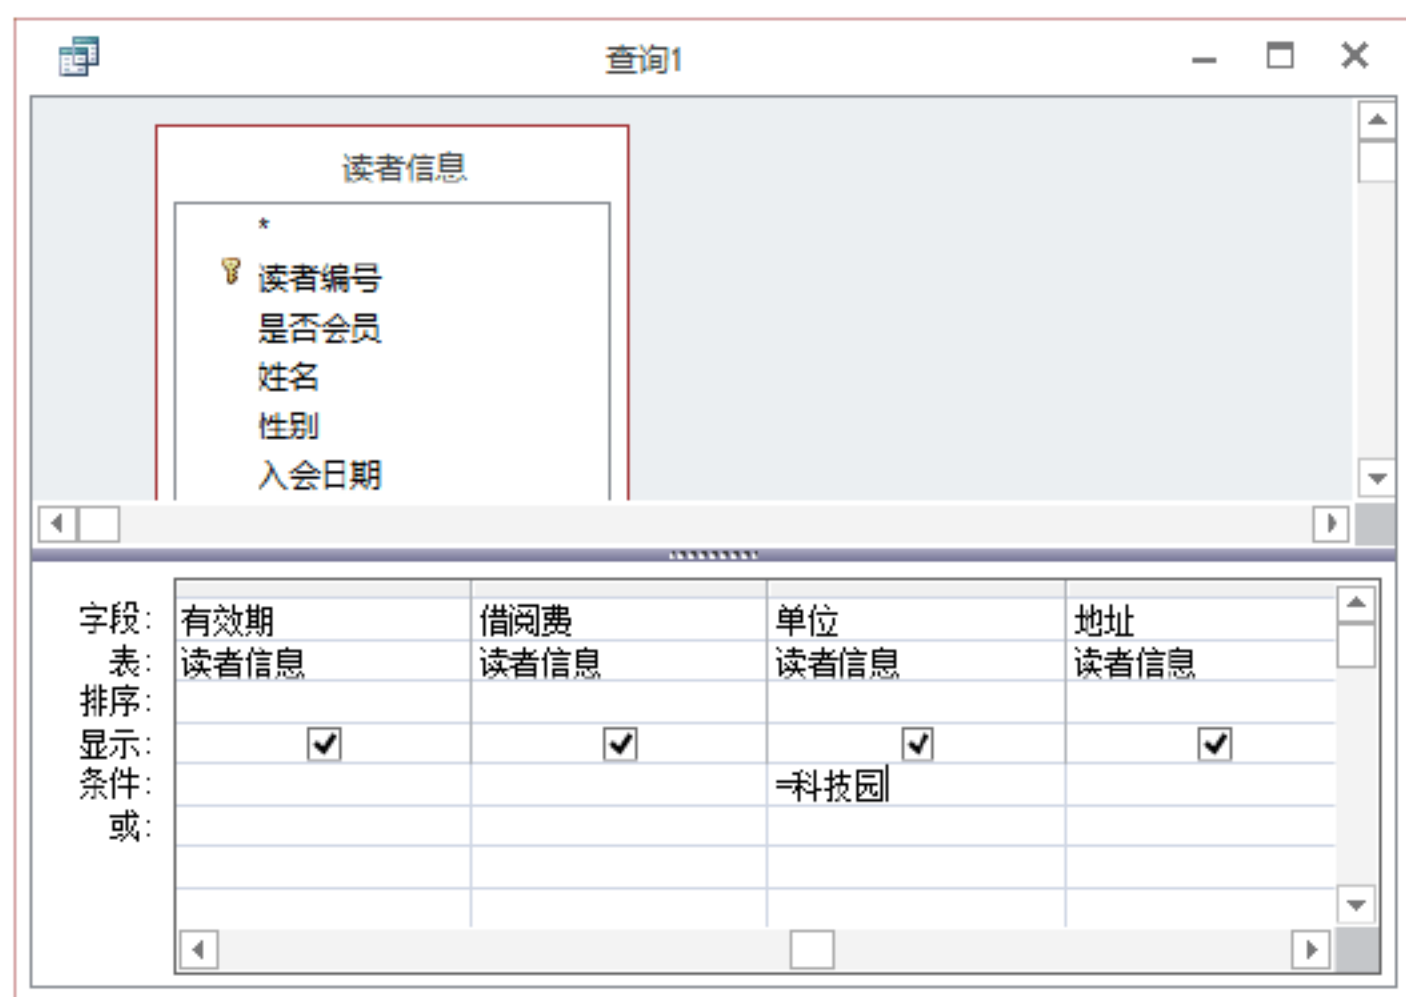 查询1
读者信息
*
读者编号
是否会员
姓名
性别
入会日期
字段: 有效期 借阅费 单位 地址
表: 读者信息 读者信息 读者信息 读者信息
排序:
显示:
条件: =科技园
或: